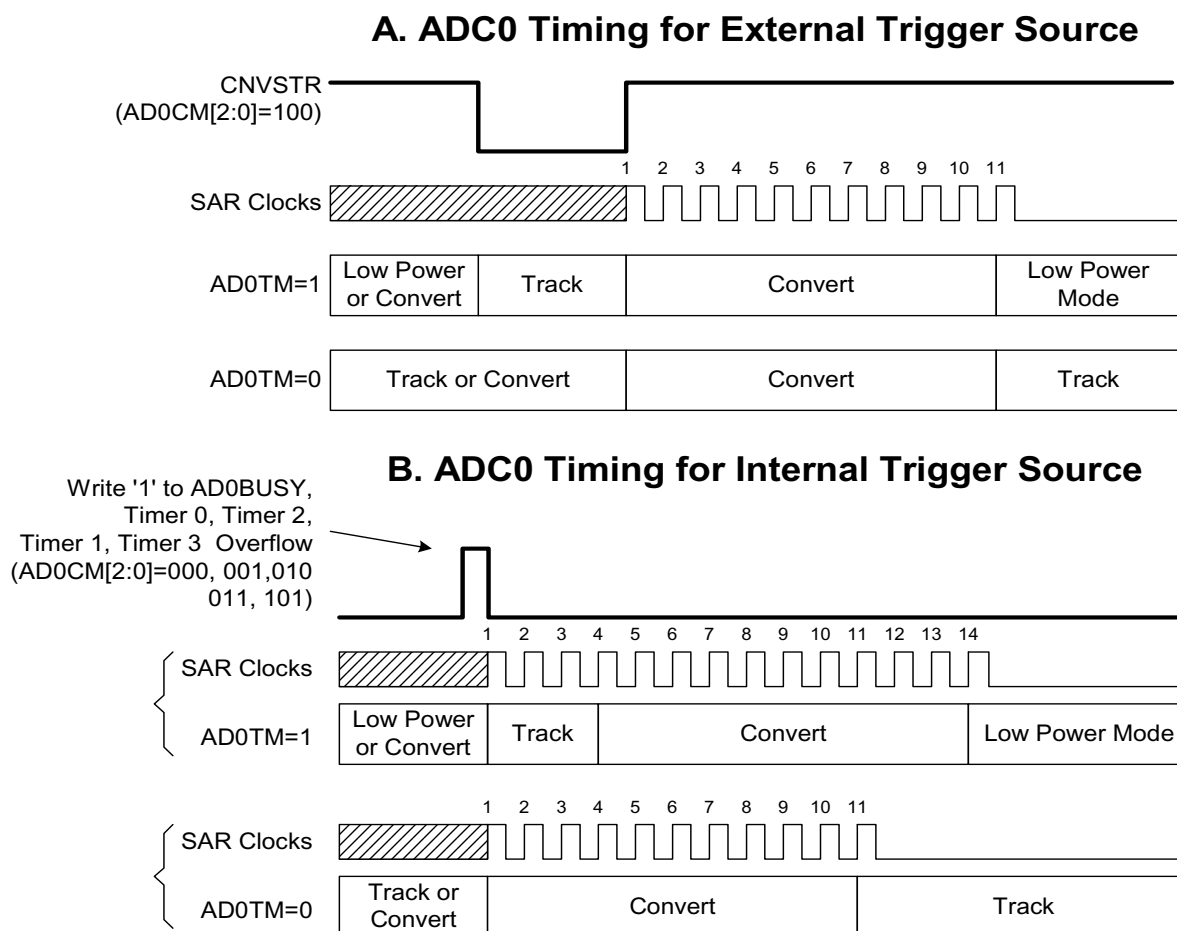 A. ADC0 Timing for External Trigger Source
CNVSTR
(AD0CM[2:0]=100)
1 2 3 4 5 6 7 8 9 10 11
SAR Clocks
AD0TM=1
Low Power
or Convert
Track
Convert
Low Power
Mode
AD0TM=0
Track or Convert
Convert
Track
B. ADC0 Timing for Internal Trigger Source
Write '1' to AD0BUSY,
Timer 0, Timer 2,
Timer 1, Timer 3 Overflow
(AD0CM[2:0]=000, 001,010
011, 101)
1 2 3 4 5 6 7 8 9 10 11 12 13 14
SAR Clocks
AD0TM=1
Low Power
or Convert
Track
Convert
Low Power Mode
1 2 3 4 5 6 7 8 9 10 11
SAR Clocks
AD0TM=0
Track or
Convert
Convert
Track